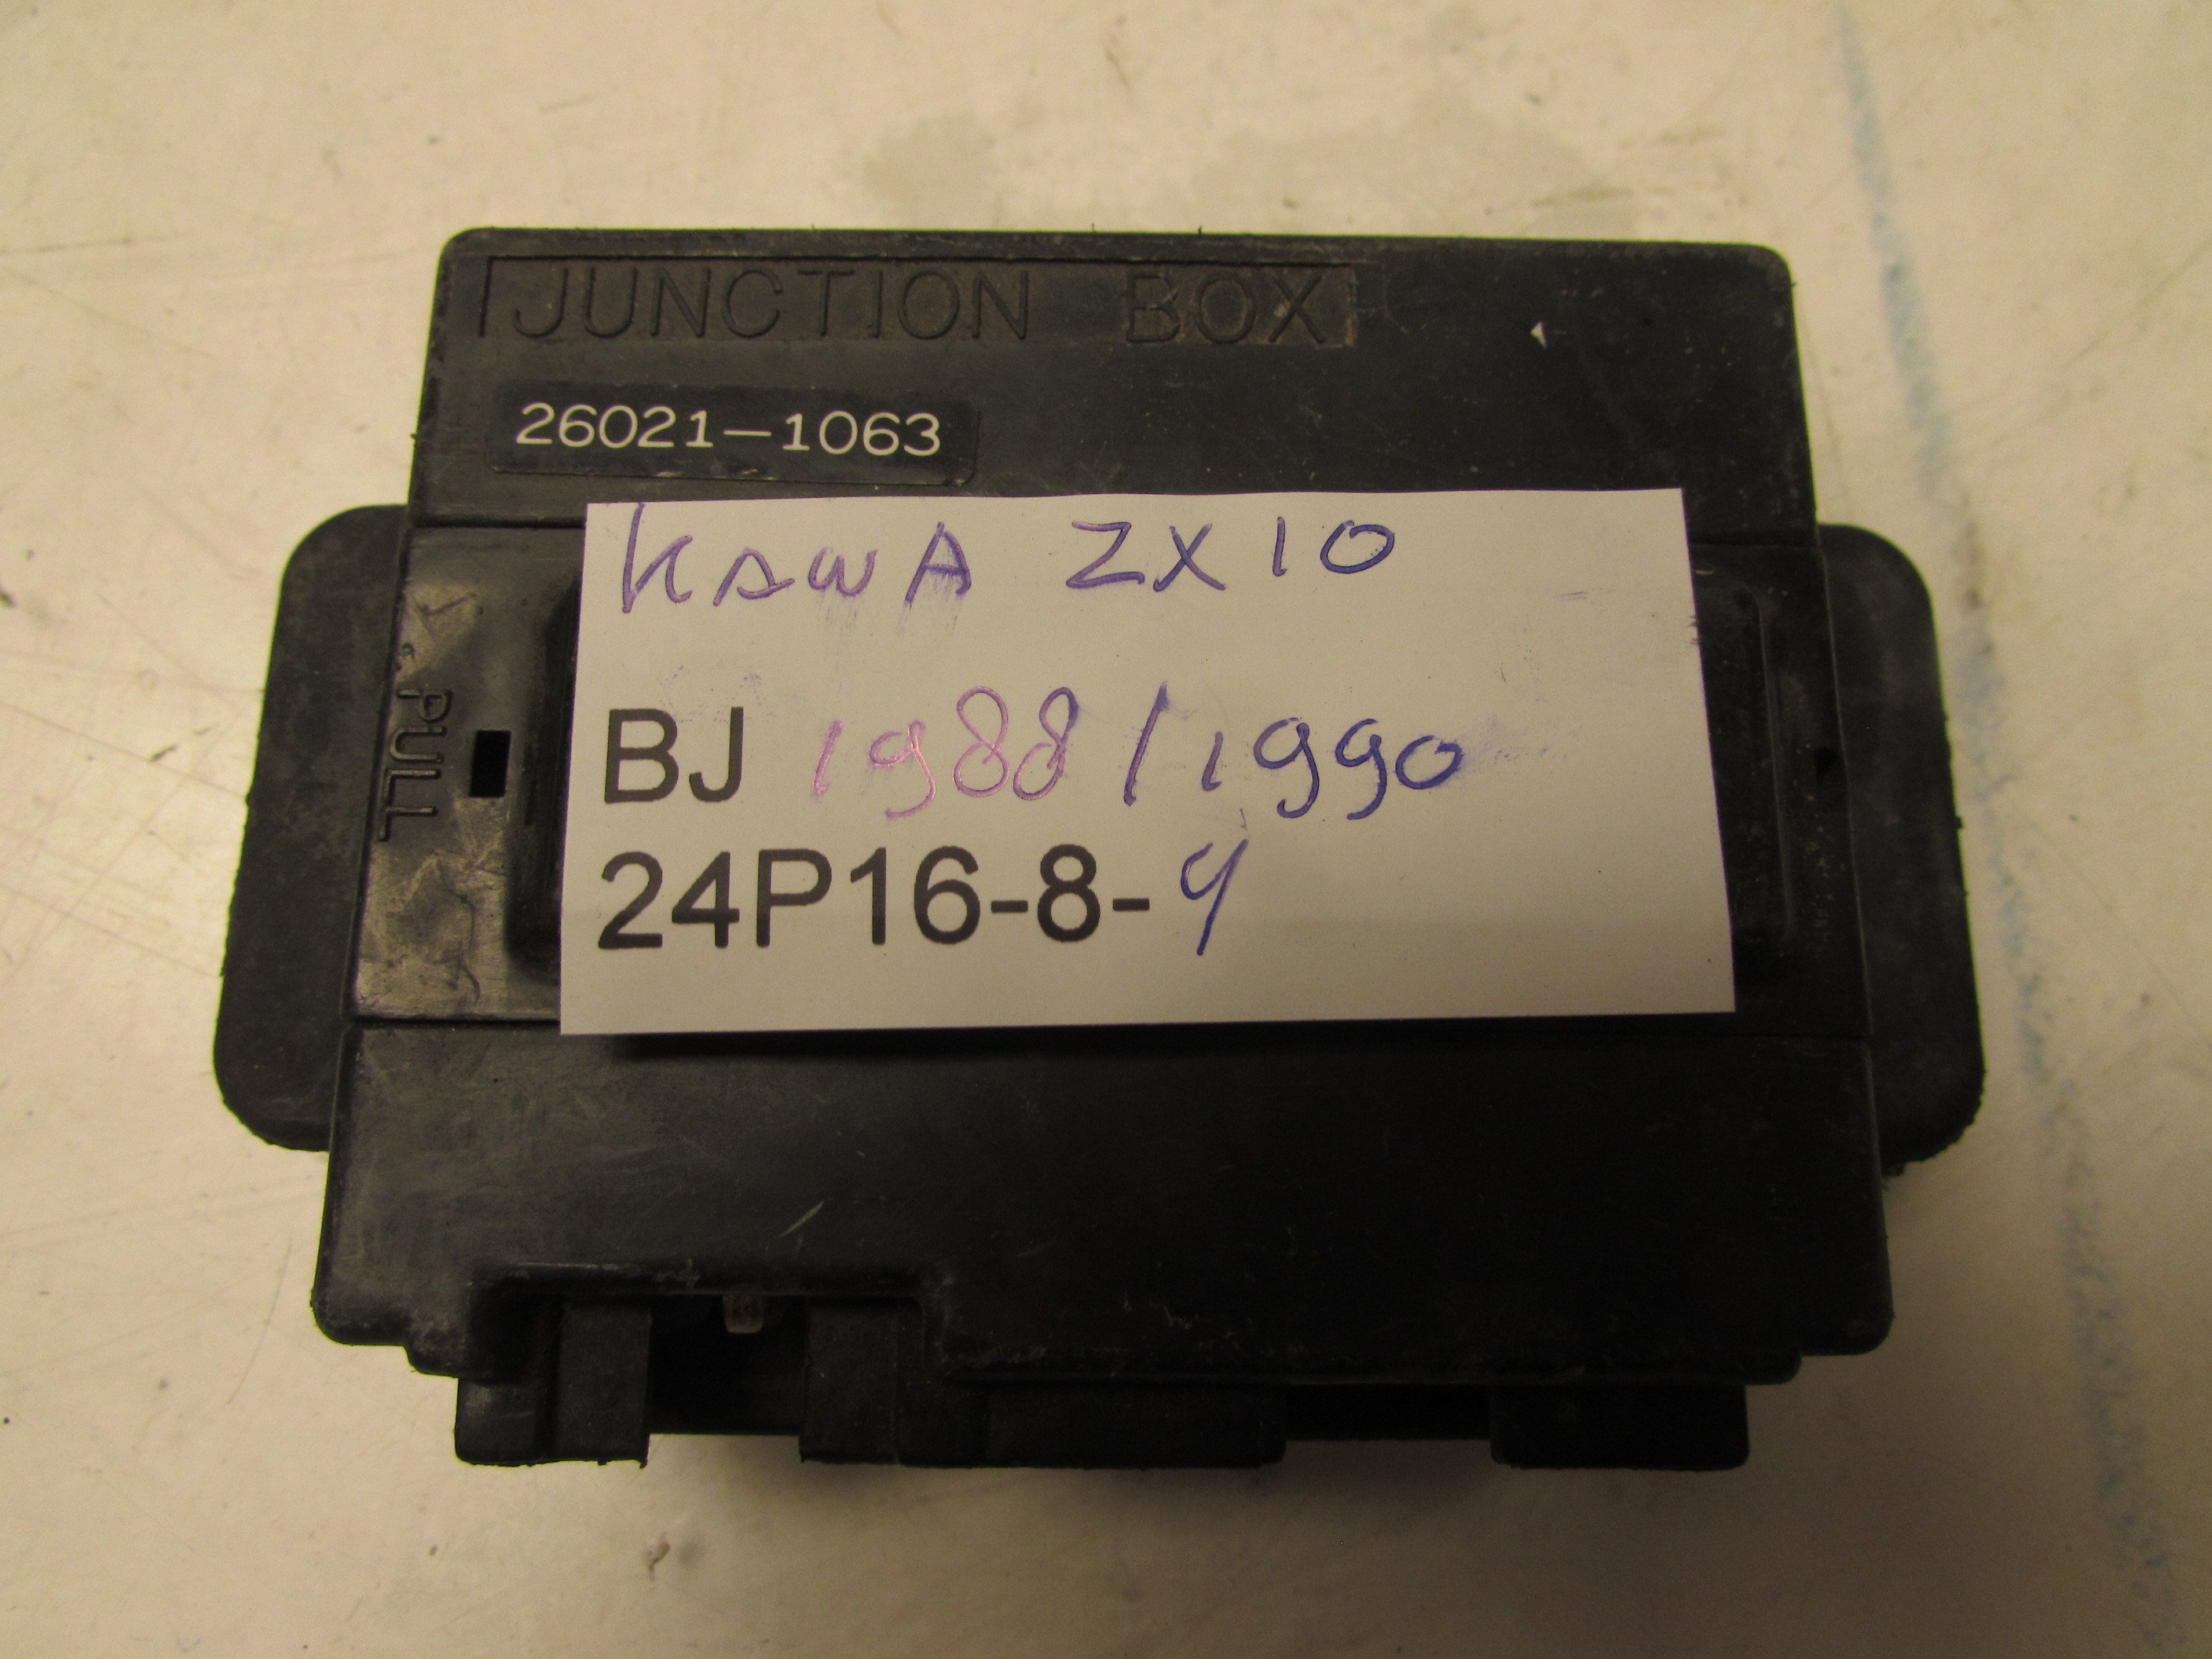 JUNCTION BOX
26021-1063
KAWA ZX10
PULL
BJ 1988/1990
24P16-8-4